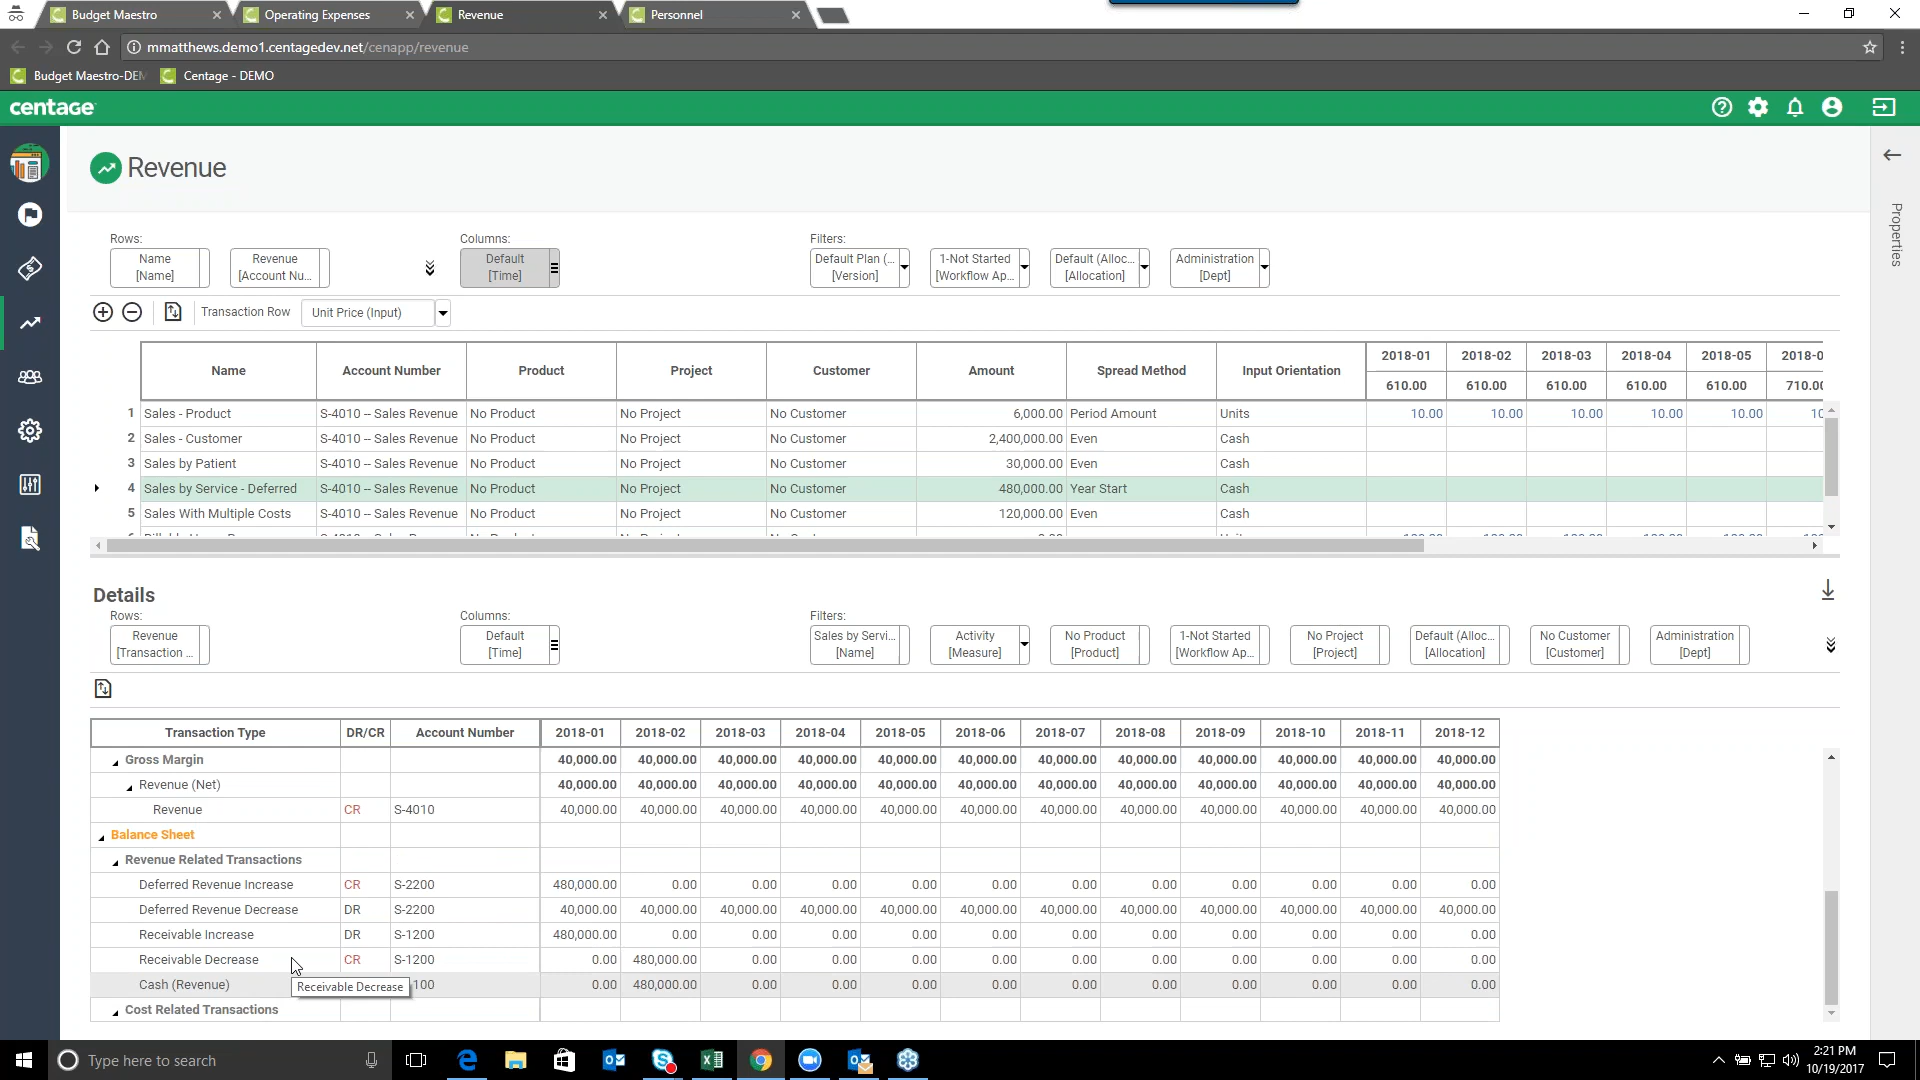 Budget Maestro
Operating Expenses
Revenue
Personnel
mmatthews.demo1.centagedev.net/cenapp/revenue
Budget Maestro-DEM
Centage - DEMO
centage
Revenue
Properties
Rows:
Columns:
Filters:
Name [Name]
Revenue [Account Nu...
Default [Time]
Default Plan (... [Version]
1-Not Started [Workflow Ap...
Default (Alloc... [Allocation]
Administration [Dept]
Transaction Row
Unit Price (Input)
Name Account Number Product Project Customer Amount Spread Method Input Orientation 2018-01 2018-02 2018-03 2018-04 2018-05 2018-0
610.00 610.00 610.00 610.00 610.00 710.00
1 Sales - Product S-4010 -- Sales Revenue No Product No Project No Customer 6,000.00 Period Amount Units 10.00 10.00 10.00 10.00 10.00 10
2 Sales - Customer S-4010 -- Sales Revenue No Product No Project No Customer 2,400,000.00 Even Cash
3 Sales by Patient S-4010 -- Sales Revenue No Product No Project No Customer 30,000.00 Even Cash
4 Sales by Service - Deferred S-4010 -- Sales Revenue No Product No Project No Customer 480,000.00 Year Start Cash
5 Sales With Multiple Costs S-4010 -- Sales Revenue No Product No Project No Customer 120,000.00 Even Cash
Details
Rows:
Columns:
Filters:
Revenue [Transaction ...
Default [Time]
Sales by Servi... [Name]
Activity [Measure]
No Product [Product]
1-Not Started [Workflow Ap...
No Project [Project]
Default (Alloc... [Allocation]
No Customer [Customer]
Administration [Dept]
Transaction Type DR/CR Account Number 2018-01 2018-02 2018-03 2018-04 2018-05 2018-06 2018-07 2018-08 2018-09 2018-10 2018-11 2018-12
Gross Margin 40,000.00 40,000.00 40,000.00 40,000.00 40,000.00 40,000.00 40,000.00 40,000.00 40,000.00 40,000.00 40,000.00 40,000.00
Revenue (Net) 40,000.00 40,000.00 40,000.00 40,000.00 40,000.00 40,000.00 40,000.00 40,000.00 40,000.00 40,000.00 40,000.00 40,000.00
Revenue CR S-4010 40,000.00 40,000.00 40,000.00 40,000.00 40,000.00 40,000.00 40,000.00 40,000.00 40,000.00 40,000.00 40,000.00 40,000.00
Balance Sheet
Revenue Related Transactions
Deferred Revenue Increase CR S-2200 480,000.00 0.00 0.00 0.00 0.00 0.00 0.00 0.00 0.00 0.00 0.00 0.00
Deferred Revenue Decrease DR S-2200 40,000.00 40,000.00 40,000.00 40,000.00 40,000.00 40,000.00 40,000.00 40,000.00 40,000.00 40,000.00 40,000.00 40,000.00
Receivable Increase DR S-1200 480,000.00 0.00 0.00 0.00 0.00 0.00 0.00 0.00 0.00 0.00 0.00 0.00
Receivable Decrease CR S-1200 0.00 480,000.00 0.00 0.00 0.00 0.00 0.00 0.00 0.00 0.00 0.00 0.00
Cash (Revenue) 100 0.00 480,000.00 0.00 0.00 0.00 0.00 0.00 0.00 0.00 0.00 0.00 0.00
Receivable Decrease
Cost Related Transactions
Type here to search
2:21 PM
10/19/2017